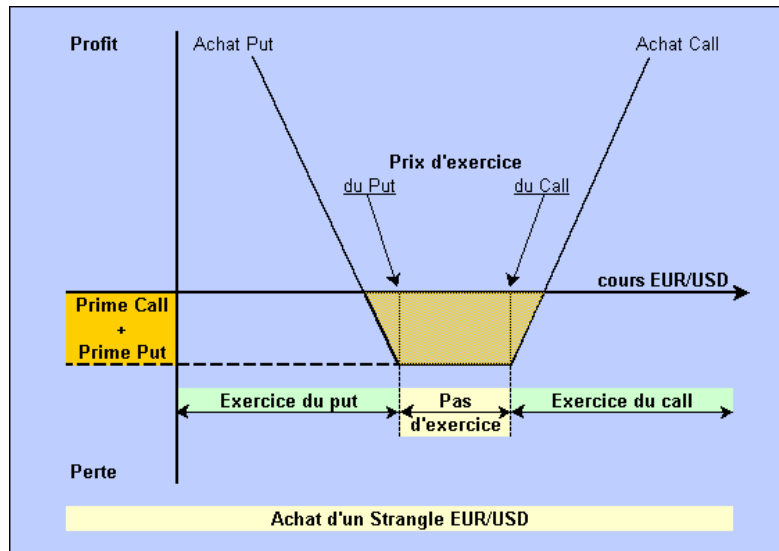 Profit
Achat Put
Achat Call
Prix d'exercice
du Put
du Call
cours EUR/USD
Prime Call
+
Prime Put
Exercice du put
Pas
d'exercice
Exercice du call
Perte
Achat d'un Strangle EUR/USD